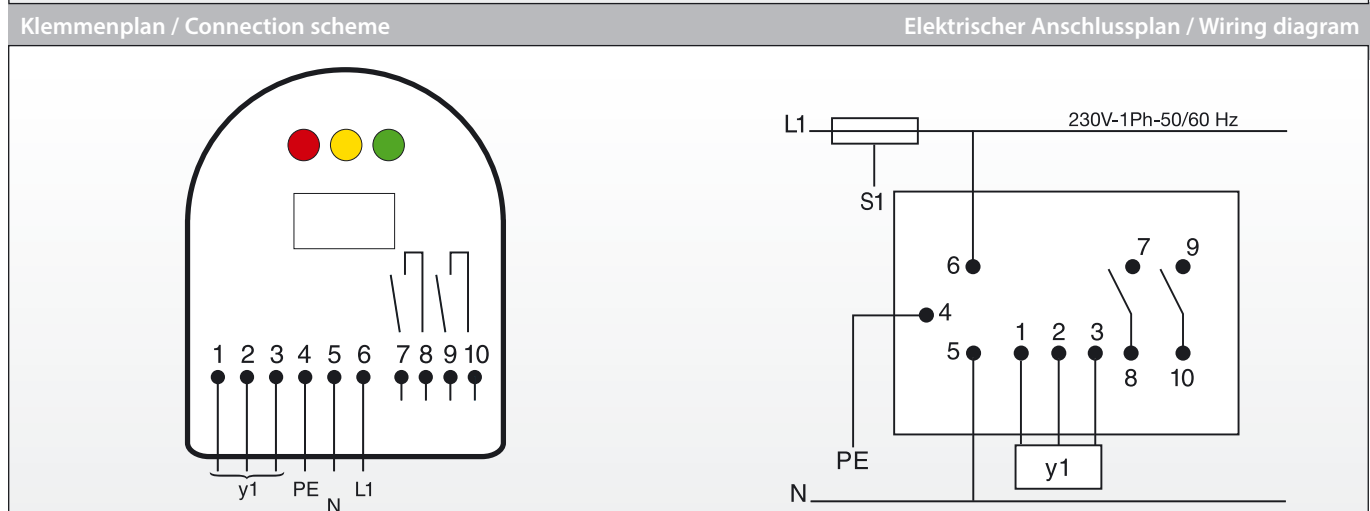 Klemmenplan / Connection scheme
Elektrischer Anschlussplan / Wiring diagram
1 2 3 4 5 6 7 8 9 10
y1 PE N L1
L1 230V-1Ph-50/60 Hz
S1
7 9
6
4
1 2 3
5
8 10
PE
y1
N